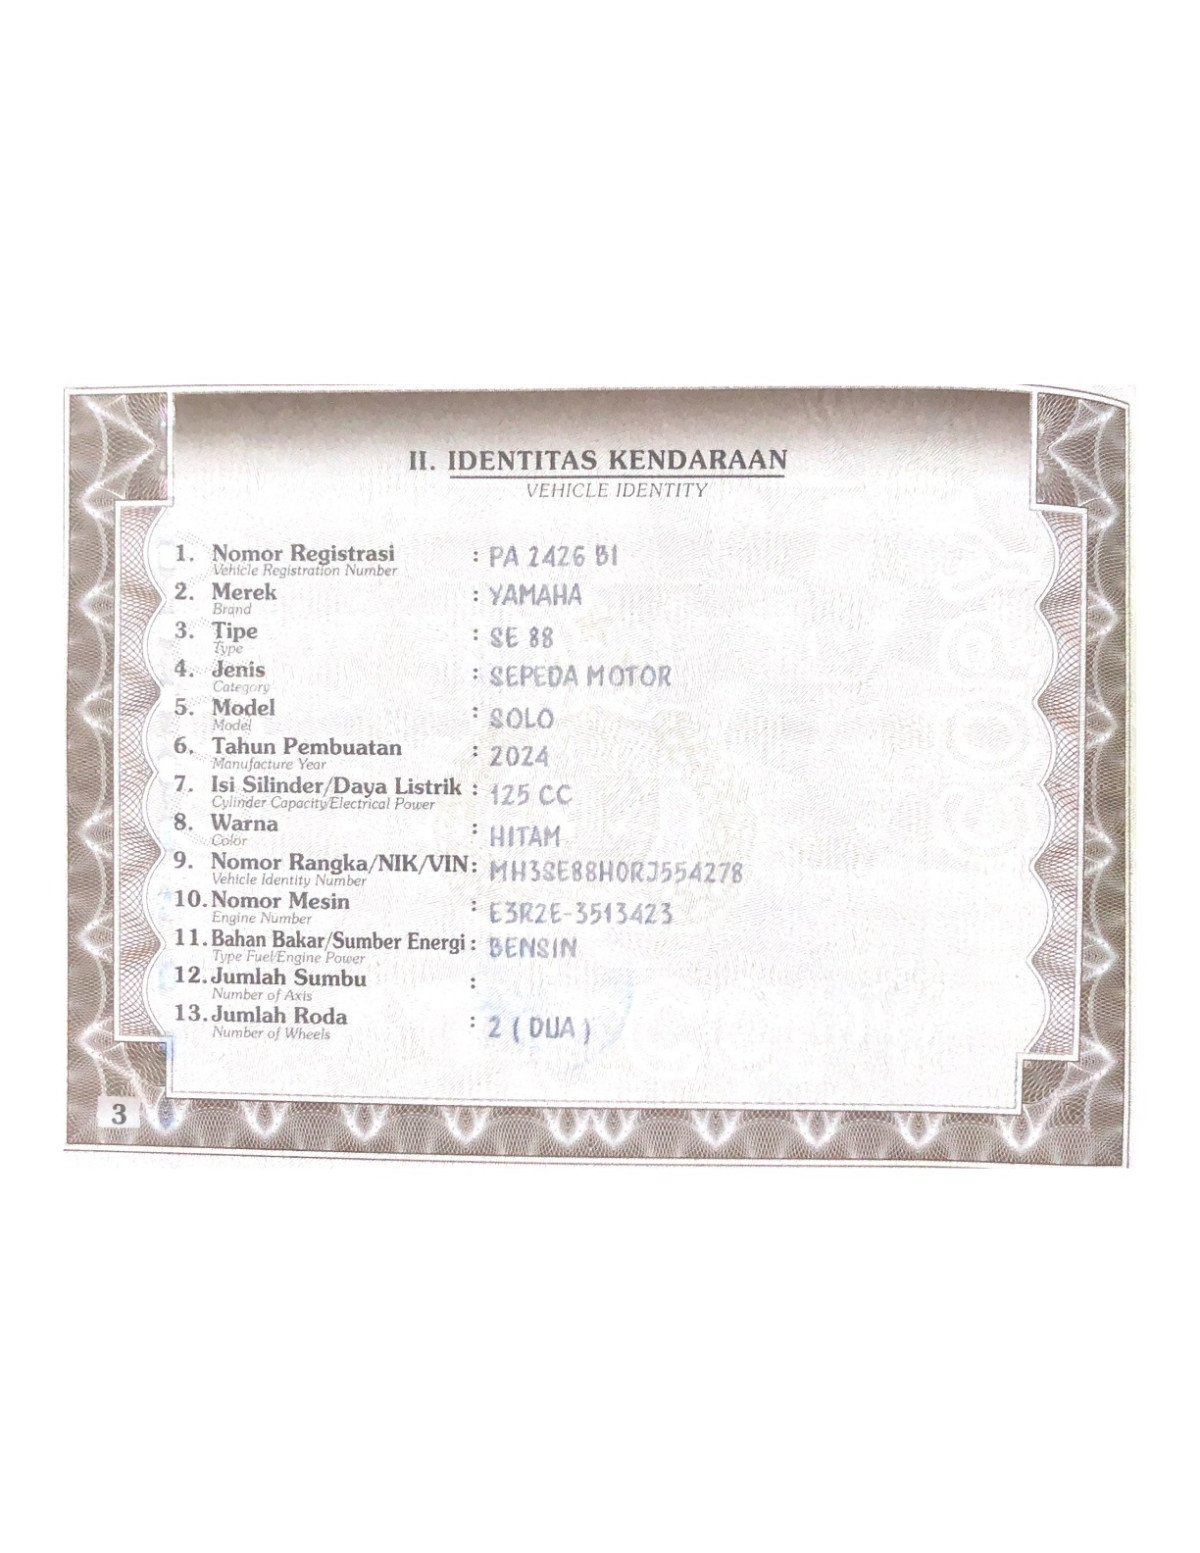 II. IDENTITAS KENDARAAN
VEHICLE IDENTITY
1. Nomor Registrasi : PA 2426 BI
Vehicle Registration Number
2. Merek : YAMAHA
Brand
3. Tipe : SE 88
Type
4. Jenis : SEPEDA MOTOR
Category
5. Model : SOLO
Model
6. Tahun Pembuatan : 2024
Manufacture Year
7. Isi Silinder/Daya Listrik : 125 CC
Cylinder Capacity/Electrical Power
8. Warna : HITAM
Color
9. Nomor Rangka/NIK/VIN : MH3SE88H0RJ554278
Vehicle Identity Number
10. Nomor Mesin : E3R2E-3513423
Engine Number
11. Bahan Bakar/Sumber Energi : BENSIN
Type Fuel/Engine Power
12. Jumlah Sumbu :
Number of Axis
13. Jumlah Roda : 2 ( DUA )
Number of Wheels
COPY
COPY
3